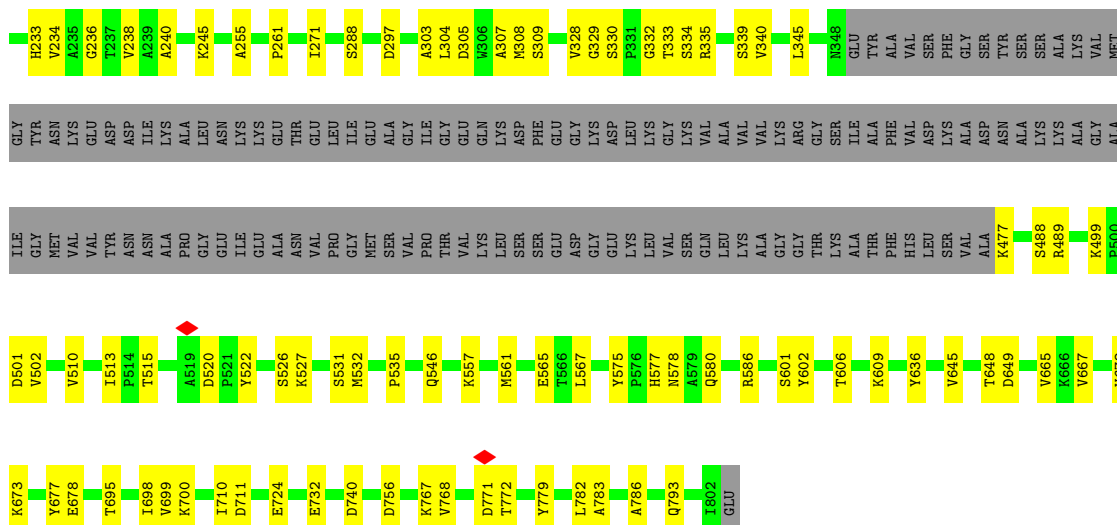 H233 V234 A235 G236 T237 V238 A239 A240 K245 A255 P261 I271 S288 D297 A303 L304 D305 W306 A307 M308 S309 V328 G329 S330 P331 G332 T333 S334 R335 S339 V340 L345 N348 GLU TYR ALA VAL SER PHE GLY SER TYR SER SER ALA LYS VAL MET
GLY TYR ASN LYS GLU ASP ASP ILE LYS ALA LEU ASN LYS LYS GLU THR GLU LEU ILE GLU ALA GLY ILE GLY GLU GLN LYS ASP PHE GLU GLY LYS ASP LEU LYS GLY LYS VAL ALA VAL VAL LYS ARG GLY SER ILE ALA PHE VAL ASP LYS ALA ASP ASN ALA LYS LYS ALA GLY ALA
ILE GLY MET VAL VAL TYR ASN ASN ALA PRO GLY GLU ILE GLU ALA ASN VAL PRO GLY MET SER VAL PRO THR VAL LYS LEU SER SER GLU ASP GLY GLU LYS LEU VAL SER GLN LEU LYS ALA GLY GLY THR LYS ALA THR PHE HIS LEU SER VAL ALA K477 S488 R489 K499 P500
D501 V502 V510 I513 P514 T515 A519 D520 P521 Y522 S526 K527 S531 M532 P535 Q546 K557 M561 E565 T566 L567 Y575 P576 H577 N578 A579 Q580 R586 S601 Y602 T606 K609 Y636 V645 T648 D649 V665 K666 V667
K673 Y677 E678 T695 I698 V699 K700 I710 D711 E724 E732 D740 D756 K767 V768 D771 T772 Y779 L782 A783 A786 Q793 I802 GLU